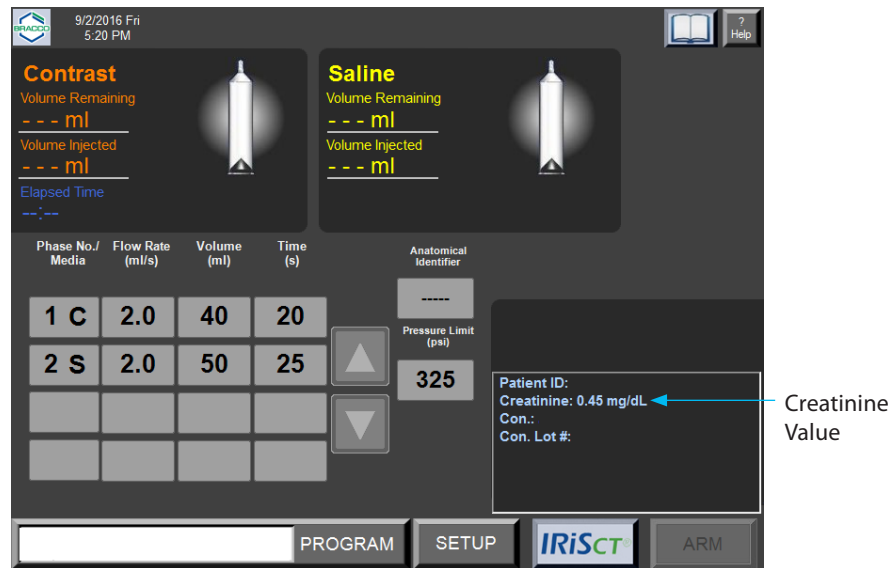 BRACCO
9/2/2016 Fri
5:20 PM
?
Help
Contrast
Volume Remaining
- - - ml
Volume Injected
- - - ml
Elapsed Time
--:--
Saline
Volume Remaining
- - - ml
Volume Injected
- - - ml
Phase No./ Media
Flow Rate (ml/s)
Volume (ml)
Time (s)
1 C 2.0 40 20
2 S 2.0 50 25
Anatomical
Identifier
-----
Pressure Limit
(psi)
325
Patient ID:
Creatinine: 0.45 mg/dL
Con.:
Con. Lot #:
Creatinine
Value
PROGRAM
SETUP
IRiSCT®
ARM